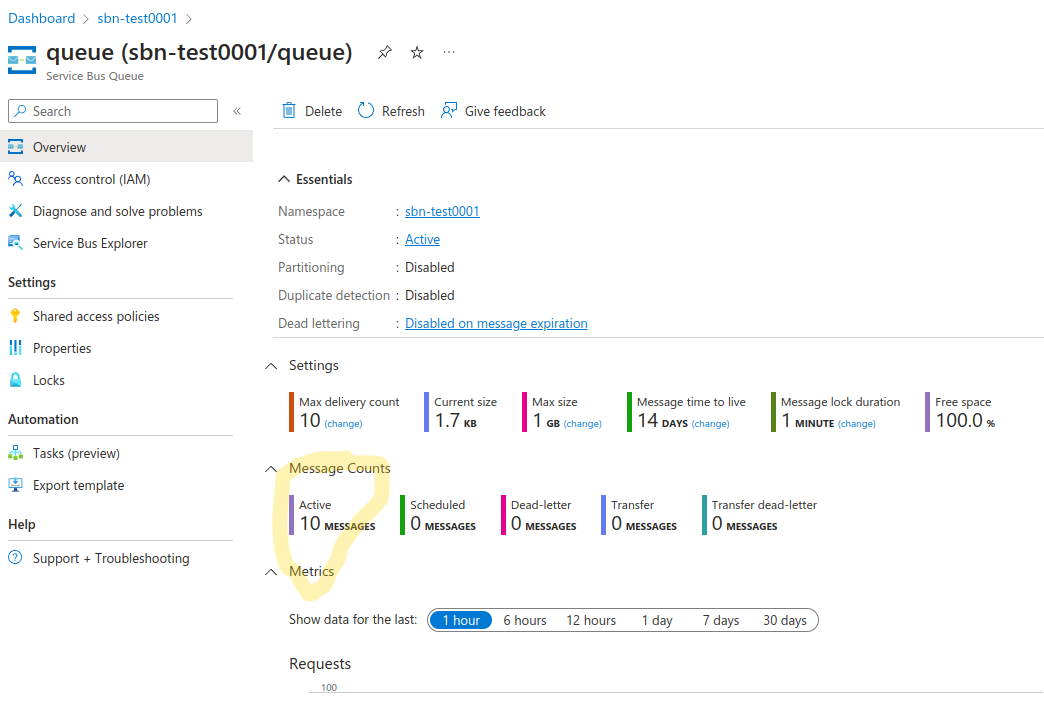 Dashboard > sbn-test0001 >
queue (sbn-test0001/queue) ...
Service Bus Queue
Search «
Delete Refresh Give feedback
Overview
Access control (IAM)
Diagnose and solve problems
Service Bus Explorer
Settings
Shared access policies
Properties
Locks
Automation
Tasks (preview)
Export template
Help
Support + Troubleshooting
Essentials
Namespace : sbn-test0001
Status : Active
Partitioning : Disabled
Duplicate detection : Disabled
Dead lettering : Disabled on message expiration
Settings
Max delivery count Current size Max size Message time to live Message lock duration Free space
10 (change) 1.7 KB 1 GB (change) 14 DAYS (change) 1 MINUTE (change) 100.0 %
Message Counts
Active Scheduled Dead-letter Transfer Transfer dead-letter
10 MESSAGES 0 MESSAGES 0 MESSAGES 0 MESSAGES 0 MESSAGES
Metrics
Show data for the last: 1 hour 6 hours 12 hours 1 day 7 days 30 days
Requests
100